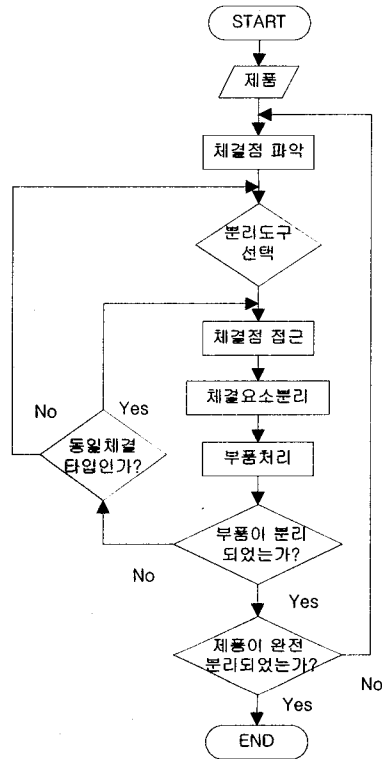 START
제품
체결점 파악
뿐리도구
선택
체결점 접근
체결요소분리
부품처리
No
Yes
동일체결
타입인가?
부품이 분리
되었는가?
No
Yes
제품이 완전
분리되었는가?
No
Yes
END